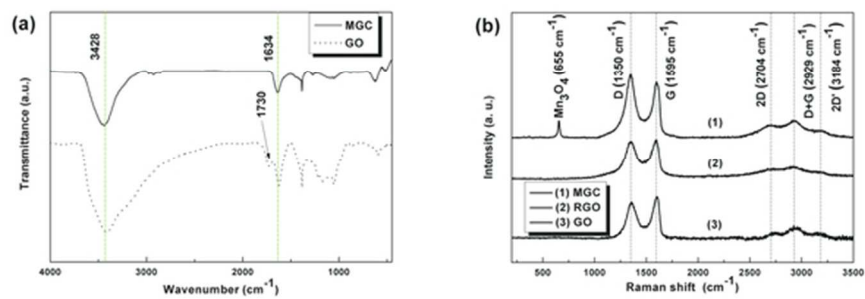 (a)
3428
1634
MGC
GO
1730
Transmittance (a.u.)
4000
3000
2000
1000
Wavenumber (cm-1)
(b)
Mn3O4 (655 cm-1)
D (1350 cm-1)
G (1595 cm-1)
2D (2704 cm-1)
D+G (2929 cm-1)
2D' (3184 cm-1)
(1)
(2)
(3)
(1) MGC
(2) RGO
(3) GO
Intensity (a. u.)
500
1000
1500
2000
2500
3000
3500
Raman shift (cm-1)